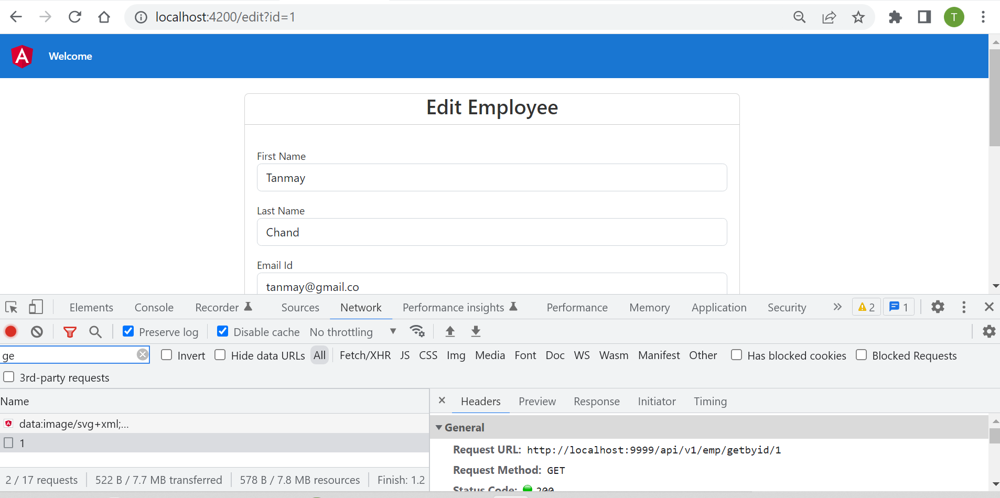 localhost:4200/edit?id=1
T
Welcome
Edit Employee
First Name
Tanmay
Last Name
Chand
Email Id
tanmay@gmail.co
Elements Console Recorder Sources Network Performance insights Performance Memory Application Security » 2 1
Preserve log Disable cache No throttling
ge Invert Hide data URLs All Fetch/XHR JS CSS Img Media Font Doc WS Wasm Manifest Other Has blocked cookies Blocked Requests
3rd-party requests
Name
data:image/svg+xml;...
1
2 / 17 requests 522 B / 7.7 MB transferred 578 B / 7.8 MB resources Finish: 1.2
× Headers Preview Response Initiator Timing
General
Request URL: http://localhost:9999/api/v1/emp/getbyid/1
Request Method: GET
Status Code: 200